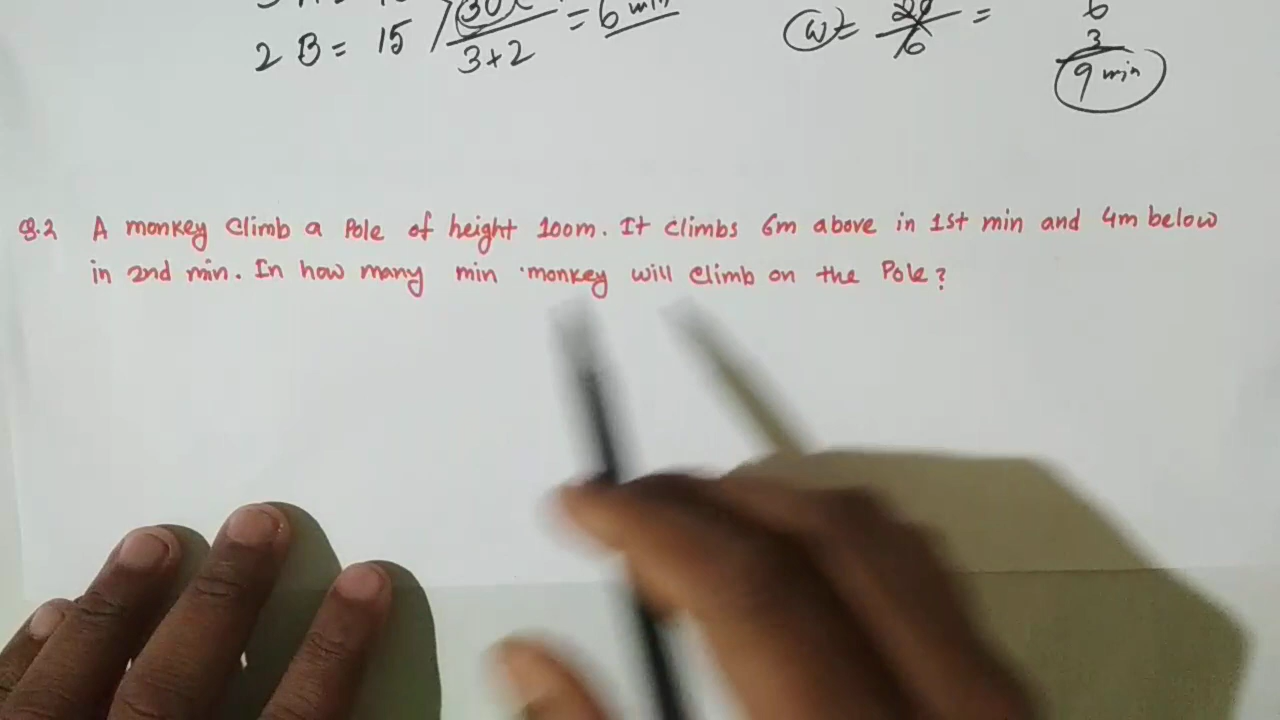 2 B = 15
3+2
= 6 min
6
3
9 min
Q.2 A monkey climb a Pole of height 100m. It climbs 6m above in 1st min and 4m below
in 2nd min. In how many min monkey will climb on the Pole?